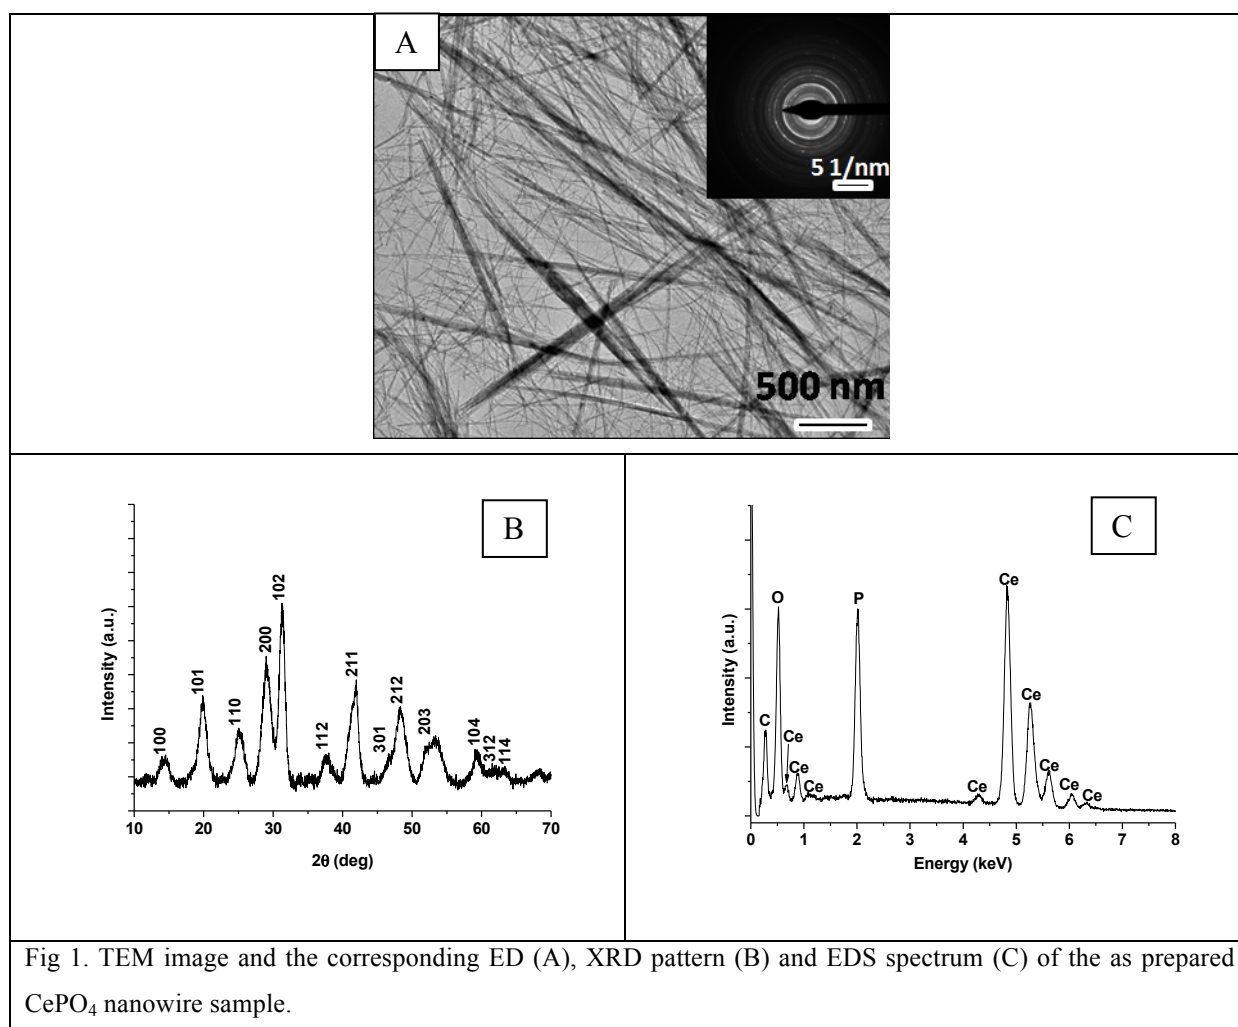 A
5 1/nm
500 nm
B
Intensity (a.u.)
100
101
110
200
102
112
211
301
212
203
104
312
114
10 20 30 40 50 60 70
2θ (deg)
C
Intensity (a.u.)
C
O
Ce
Ce
Ce
P
Ce
Ce
Ce
Ce
Ce
Ce
0 1 2 3 4 5 6 7 8
Energy (keV)
Fig 1. TEM image and the corresponding ED (A), XRD pattern (B) and EDS spectrum (C) of the as prepared
CePO₄ nanowire sample.